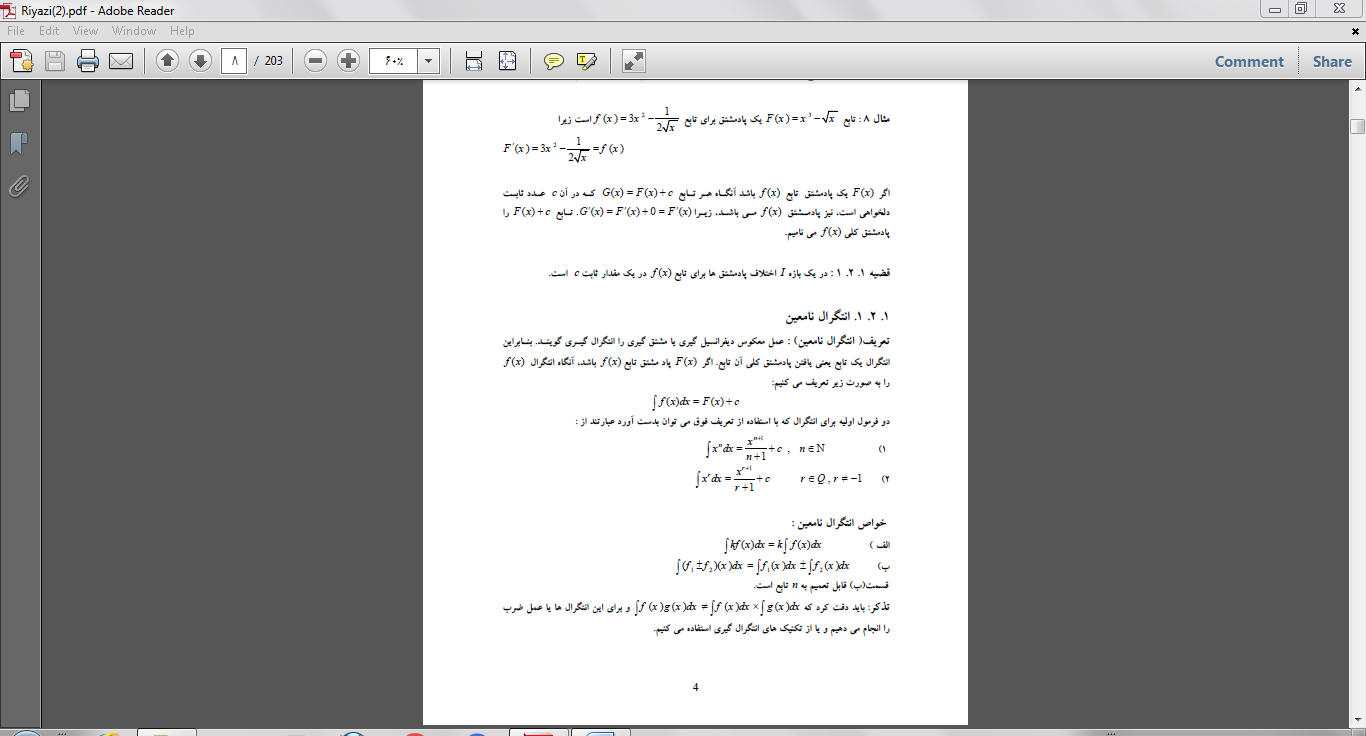 Riyazi(2).pdf - Adobe Reader
File Edit View Window Help
۸ / 203 ۶۰% Comment Share
مثال ۸ : تابع F(x) = x³ − √x یک پادمشتق برای تابع f(x) = 3x² − 1/(2√x) است زیرا
F′(x) = 3x² − 1/(2√x) = f(x)
اگر F(x) یک پادمشتق تابع f(x) باشد آنگاه هر تابع G(x) = F(x) + c که در آن c عدد ثابت
دلخواهی است، نیز پادمشتق f(x) می باشد، زیرا G′(x) = F′(x) + 0 = F′(x). تابع F(x) + c را
پادمشتق کلی f(x) می نامیم.
قضیه ۱. ۲. ۱ : در یک بازه I اختلاف پادمشتق ها برای تابع f(x) در یک مقدار ثابت c است.
۱. ۲. ۱. انتگرال نامعین
تعریف( انتگرال نامعین) : عمل معکوس دیفرانسیل گیری یا مشتق گیری را انتگرال گیری گویند. بنابراین
انتگرال یک تابع یعنی یافتن پادمشتق کلی آن تابع. اگر F(x) پاد مشتق تابع f(x) باشد، آنگاه انتگرال f(x)
را به صورت زیر تعریف می کنیم:
∫ f(x)dx = F(x) + c
دو فرمول اولیه برای انتگرال که با استفاده از تعریف فوق می توان بدست آورد عبارتند از :
۱) ∫ xⁿ dx = xⁿ⁺¹/(n+1) + c , n ∈ N
۲) ∫ xʳ dx = xʳ⁺¹/(r+1) + c r ∈ Q , r ≠ −1
خواص انتگرال نامعین :
الف ) ∫ kf(x)dx = k∫ f(x)dx
ب) ∫(f₁ ± f₂)(x)dx = ∫f₁(x)dx ± ∫f₂(x)dx
قسمت(ب) قابل تعمیم به n تابع است.
تذکر: باید دقت کرد که ∫f(x)g(x)dx ≠ ∫f(x)dx × ∫g(x)dx و برای این انتگرال ها یا عمل ضرب
را انجام می دهیم و یا از تکنیک های انتگرال گیری استفاده می کنیم.
4